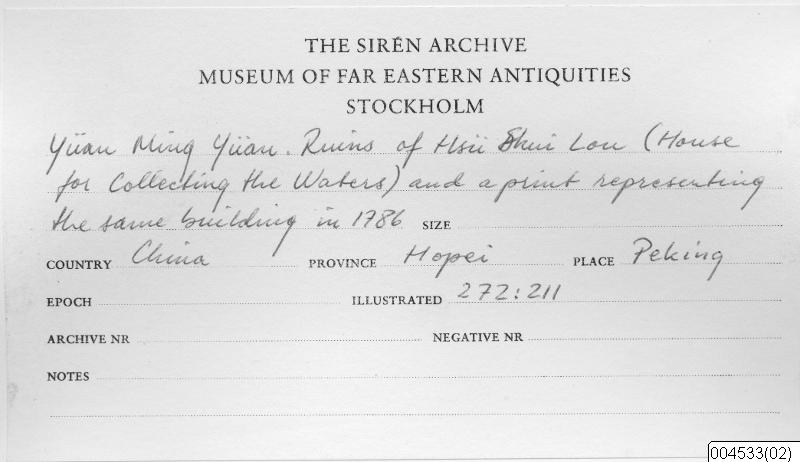 THE SIRÉN ARCHIVE
MUSEUM OF FAR EASTERN ANTIQUITIES
STOCKHOLM
Yüan Ming Yüan. Ruins of Hsü Shui Lou (House
for Collecting the Waters) and a print representing
the same building in 1786 SIZE
COUNTRY China PROVINCE Hopei PLACE Peking
EPOCH ILLUSTRATED 272:211
ARCHIVE NR NEGATIVE NR
NOTES
004533(02)